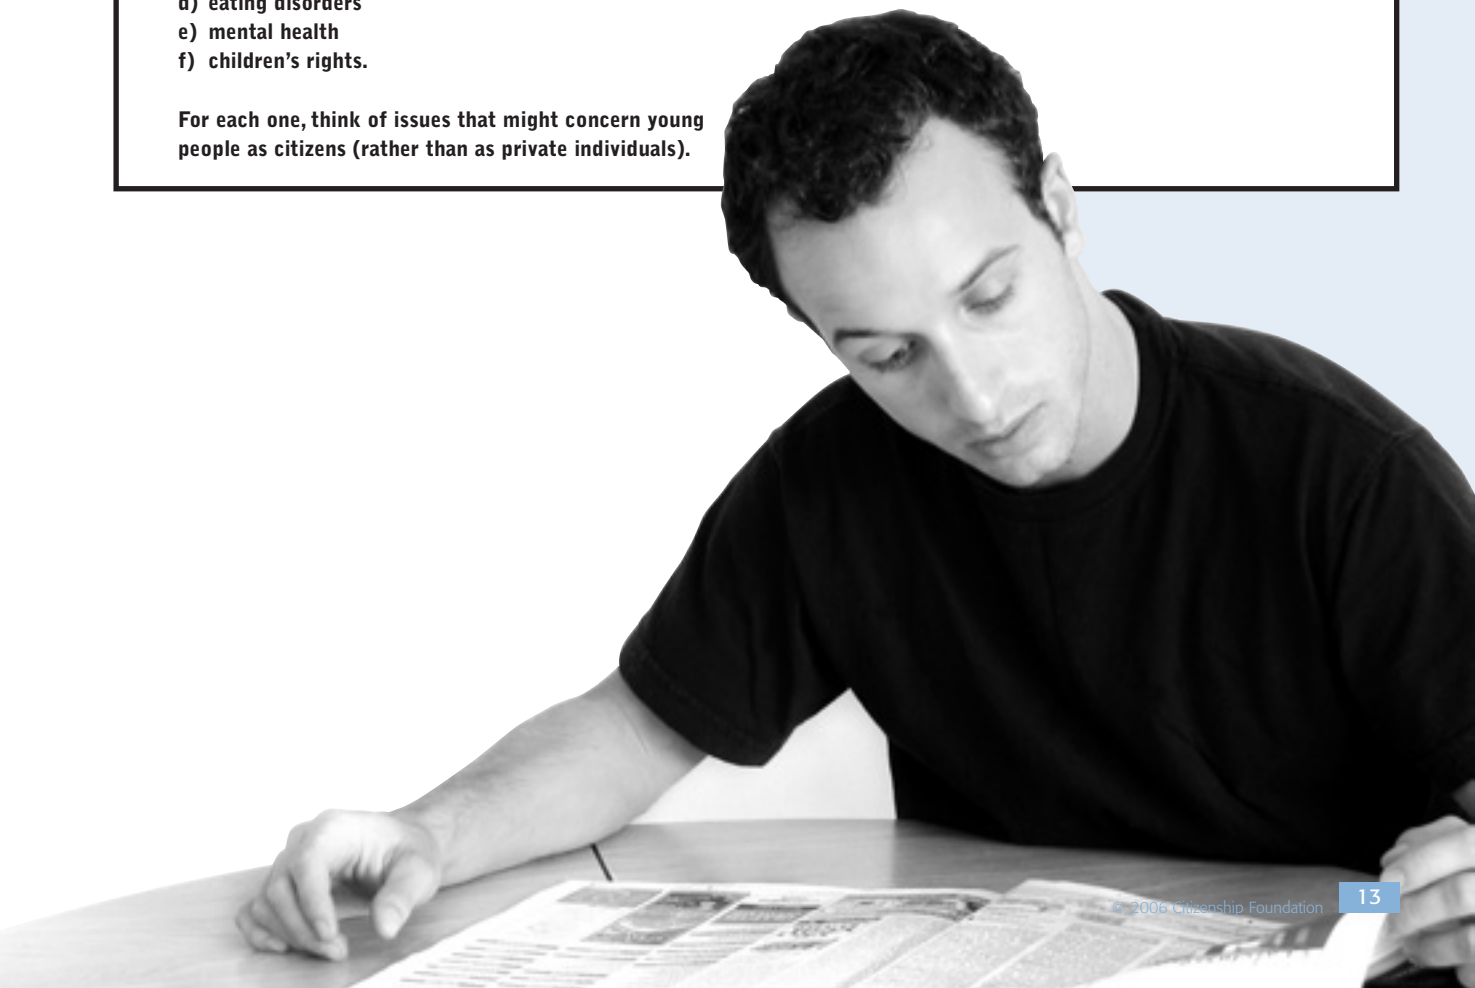 d) eating disorders
e) mental health
f) children’s rights.
For each one, think of issues that might concern young
people as citizens (rather than as private individuals).
© 2006 Citizenship Foundation
13